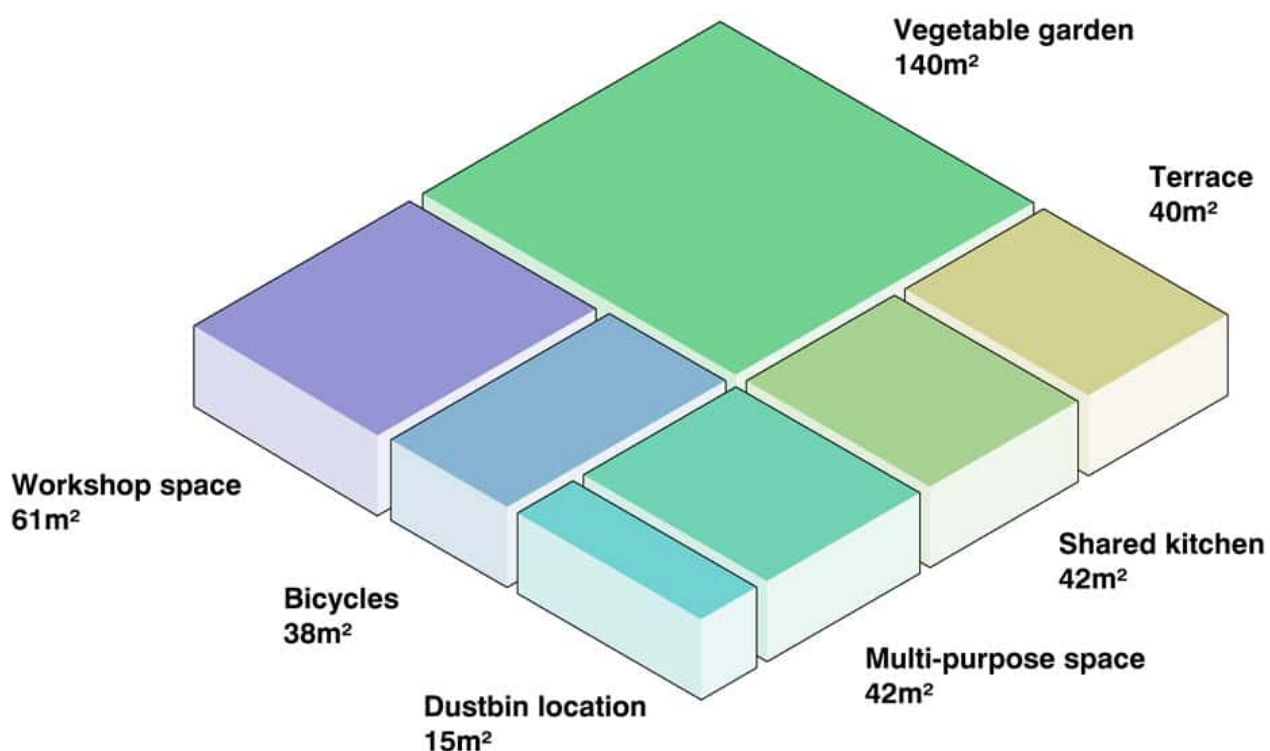 Vegetable garden
140m²
Terrace
40m²
Workshop space
61m²
Shared kitchen
42m²
Bicycles
38m²
Multi-purpose space
42m²
Dustbin location
15m²